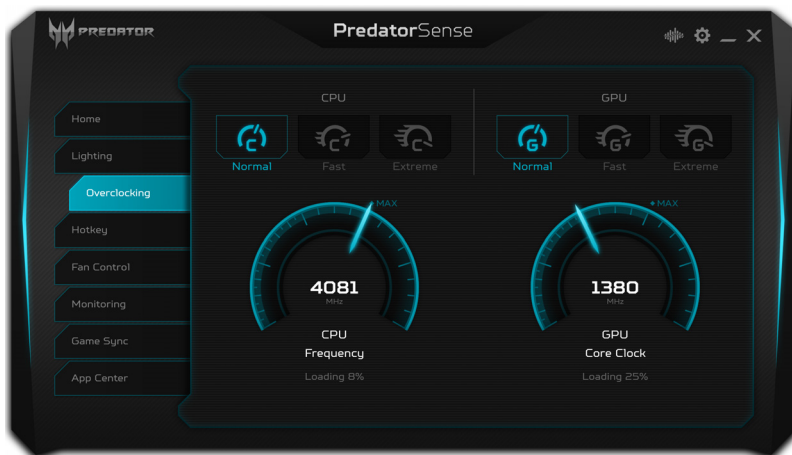 PREDATOR
PredatorSense
Home
Lighting
Overclocking
Hotkey
Fan Control
Monitoring
Game Sync
App Center
CPU
C
Normal
C
Fast
C
Extreme
MAX
4081
MHz
CPU
Frequency
Loading 8%
GPU
G
Normal
G
Fast
G
Extreme
MAX
1380
MHz
GPU
Core Clock
Loading 25%